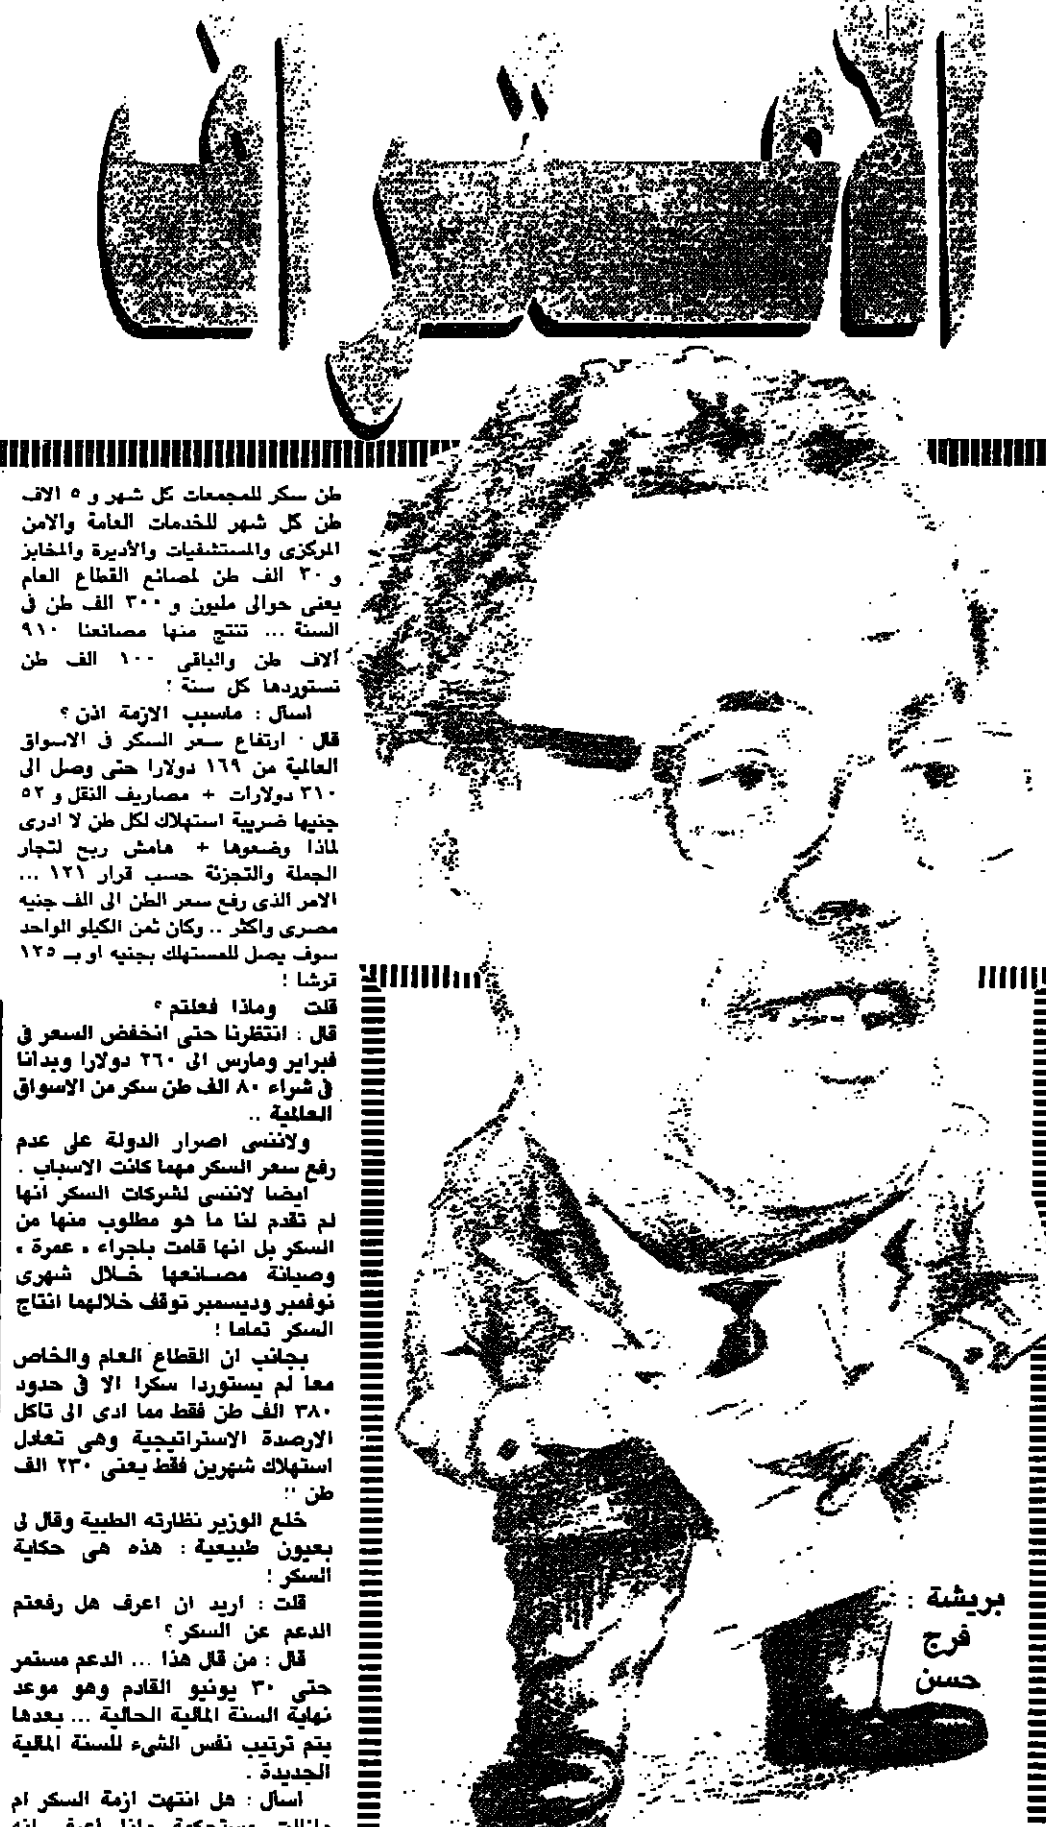 الاعتراف
طن سكر للمجمعات كل شهر و ٥ الاف
طن كل شهر للخدمات العامة والامن
المركزى والمستشفيات والأديرة والمخابز
و ٣٠ الف طن لمصانع القطاع العام
يعنى حوالى مليون و ٣٠٠ الف طن فى
السنة ... تنتج منها مصانعنا ٩١٠
ألاف طن والباقى ١٠٠ الف طن
نستوردها كل سنة !
اسأل : ماسبب الازمة اذن ؟
قال : ارتفاع سعر السكر فى الاسواق
العالمية من ١٦٩ دولارا حتى وصل الى
٣١٠ دولارات + مصاريف النقل و ٥٢
جنيها ضريبة استهلاك لكل طن لا ادرى
لماذا وضعوها + هامش ربح لتجار
الجملة والتجزئة حسب قرار ١٢١ ...
الامر الذى رفع سعر الطن الى الف جنيه
مصرى واكثر .. وكان ثمن الكيلو الواحد
سوف يصل للمستهلك بجنيه او بـ ١٢٥
قرشا !
قلت وماذا فعلتم ؟
قال : انتظرنا حتى انخفض السعر فى
فبراير ومارس الى ٢٦٠ دولارا وبدانا
فى شراء ٨٠ الف طن سكر من الاسواق
العالمية ..
ولاننسى اصرار الدولة على عدم
رفع سعر السكر مهما كانت الاسباب .
ايضا لاننسى لشركات السكر انها
لم تقدم لنا ما هو مطلوب منها من
السكر بل انها قامت باجراء « عمرة »
وصيانة مصانعها خلال شهرى
نوفمبر وديسمبر توقف خلالهما انتاج
السكر تماما !
بجانب ان القطاع العام والخاص
معا لم يستوردا سكرا الا فى حدود
٣٨٠ الف طن فقط مما ادى الى تاكل
الارصدة الاستراتيجية وهى تعادل
استهلاك شهرين فقط يعنى ٢٣٠ الف
طن !!
خلع الوزير نظارته الطبية وقال لى
بعيون طبيعية : هذه هى حكاية
السكر !
قلت : اريد ان اعرف هل رفعتم
الدعم عن السكر ؟
قال : من قال هذا ... الدعم مستمر
حتى ٣٠ يونيو القادم وهو موعد
نهاية السنة المالية الحالية ... بعدها
يتم ترتيب نفس الشىء للسنة المالية
الجديدة .
اسأل : هل انتهت ازمة السكر ام
بريشة :
فرج
حسن